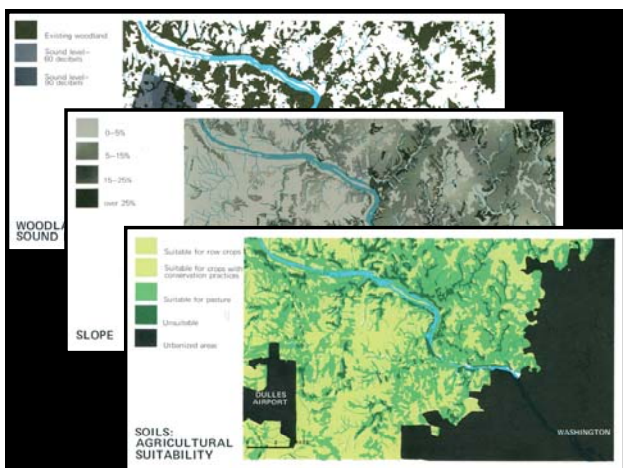 Existing woodland
Sound level-
60 decibels
Sound level-
WOODLA
SOUND
0-5%
5-15%
15-25%
over 25%
SLOPE
Suitable for row crops
Suitable for crops with
conservation practices
Suitable for pasture
Unsuitable
Urbanized areas
DULLES
AIRPORT
WASHINGTON
SOILS:
AGRICULTURAL
SUITABILITY